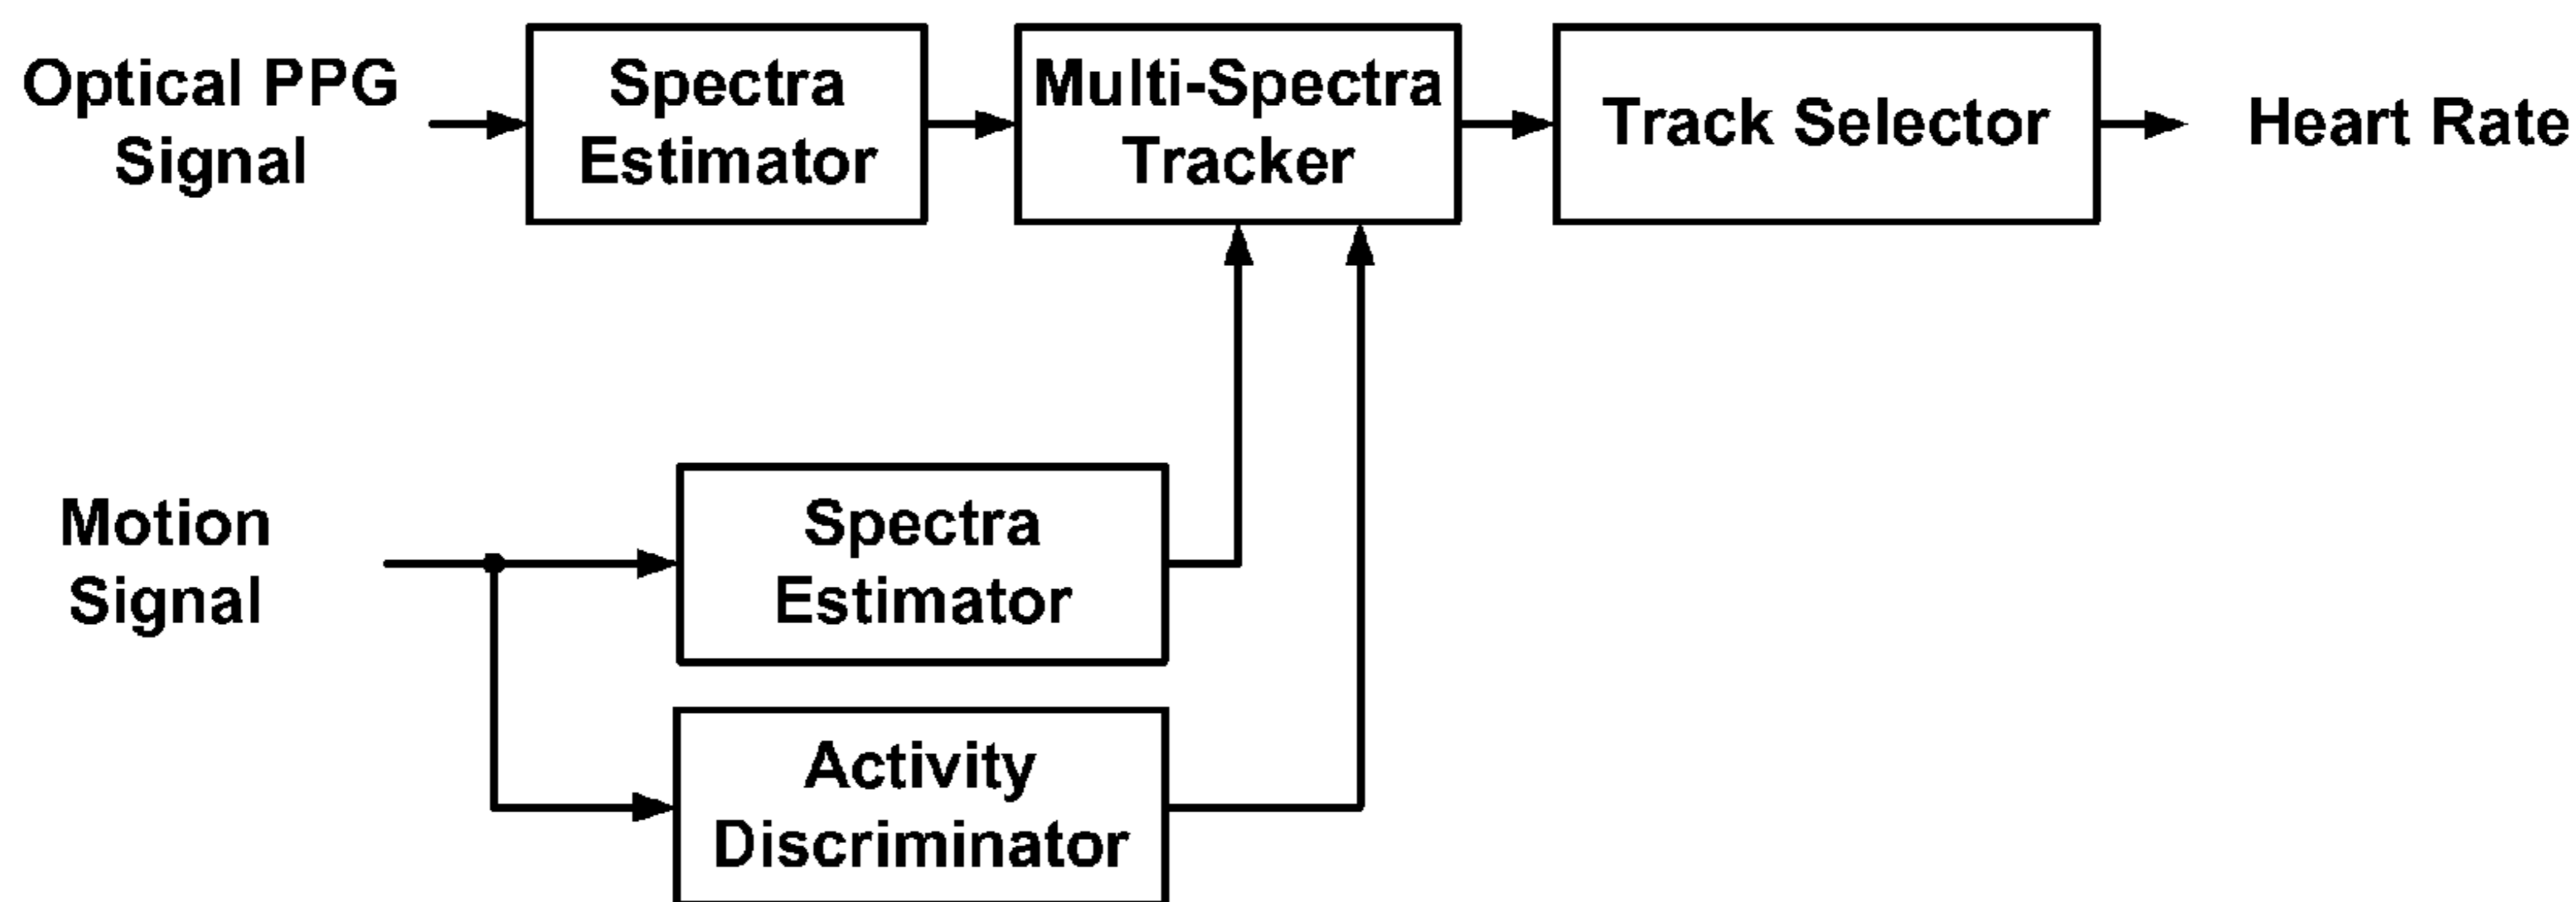 Optical PPG
Signal
Spectra
Estimator
Multi-Spectra
Tracker
Track Selector
Heart Rate
Motion
Signal
Spectra
Estimator
Activity
Discriminator